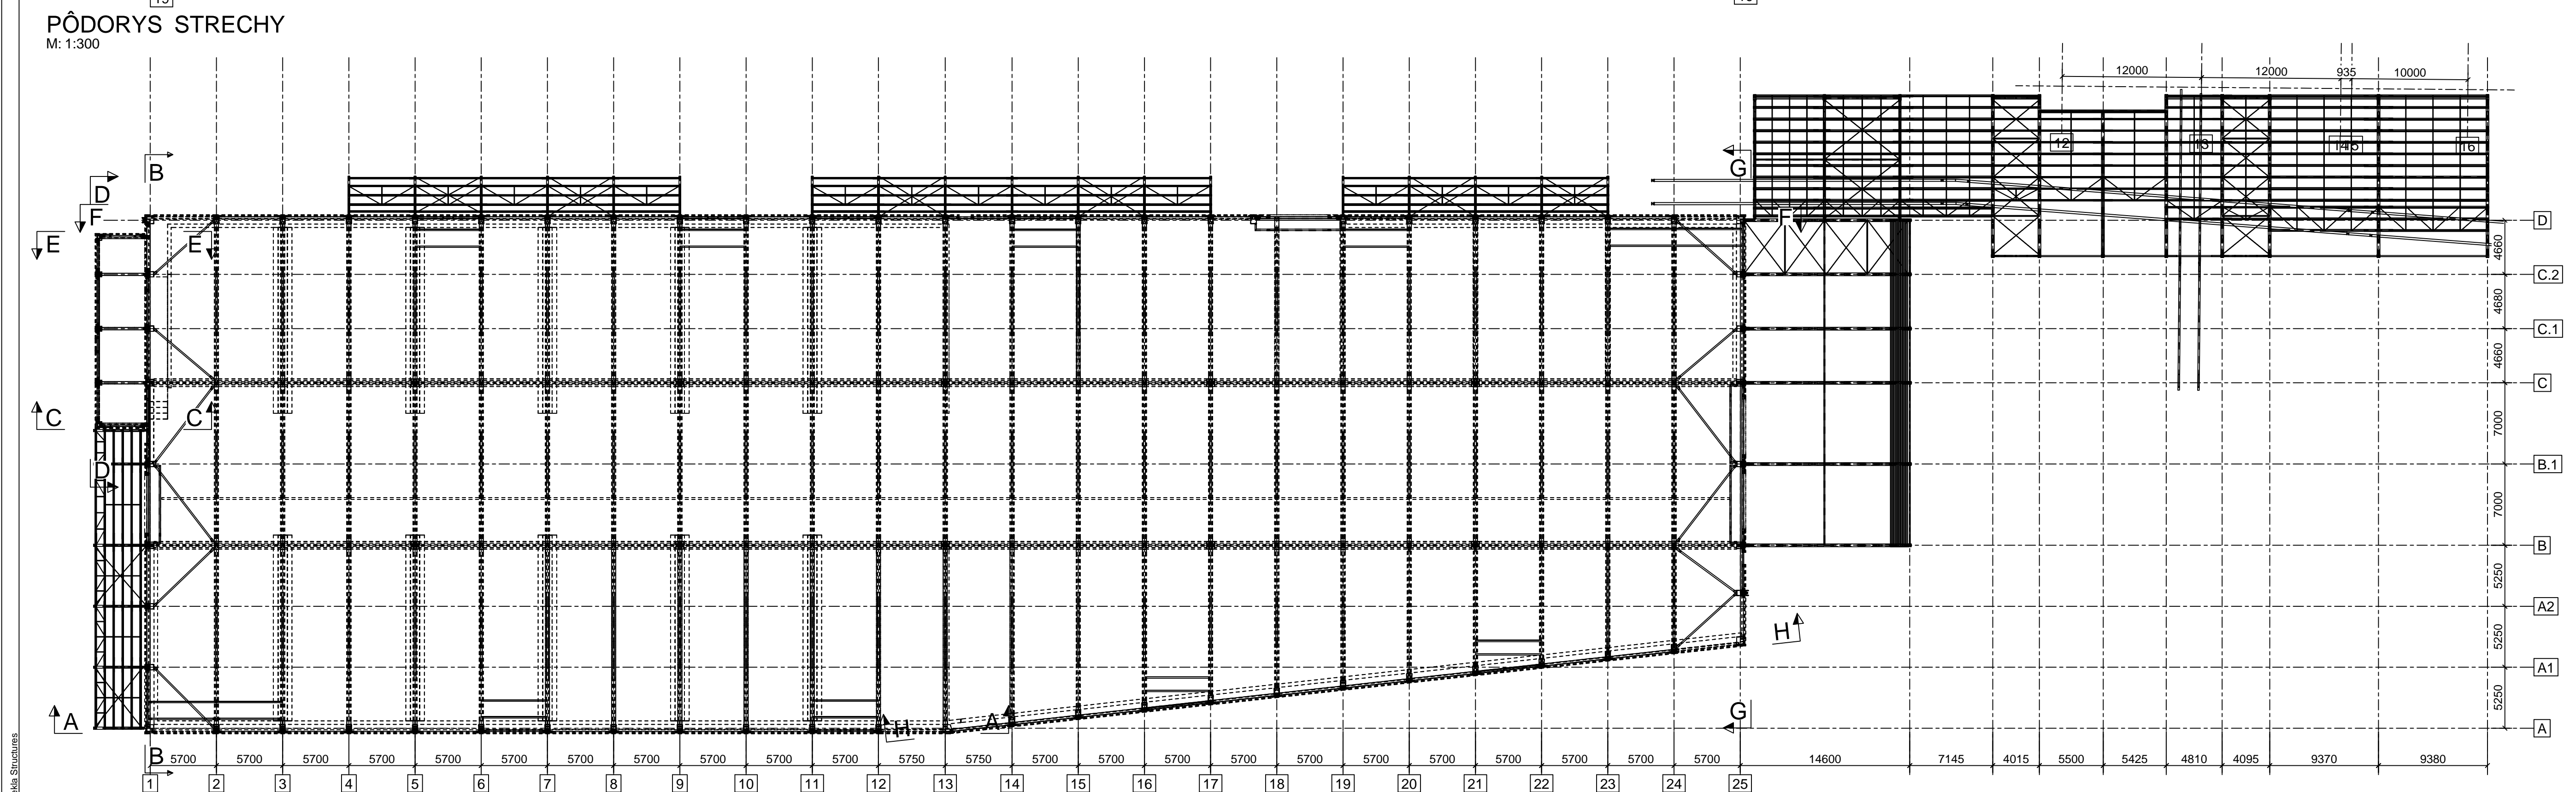 PÔDORYS STRECHY
M: 1:300
12000 12000 935 10000
12 13 14 15 16
B
G
D
F
F
D
E E
4660
C.2
4680
C.1
4660
C C
C
7000
D
B.1
7000
B
5250
A2
H
5250
A1
5250
A H A G
A
B
5700 5700 5700 5700 5700 5700 5700 5700 5700 5700 5700 5750 5750 5700 5700 5700 5700 5700 5700 5700 5700 5700 5700 5700 14600 7145 4015 5500 5425 4810 4095 9370 9380
1 2 3 4 5 6 7 8 9 10 11 12 13 14 15 16 17 18 19 20 21 22 23 24 25
ekla Structures